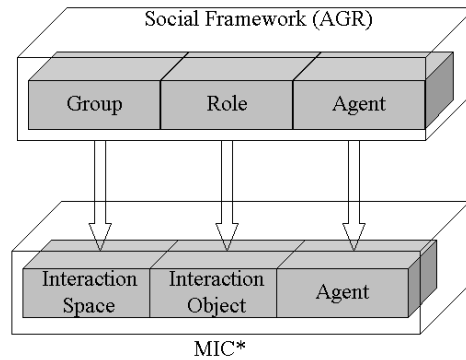 Social Framework (AGR)
Group Role Agent
Interaction Interaction Agent
Space Object
MIC*